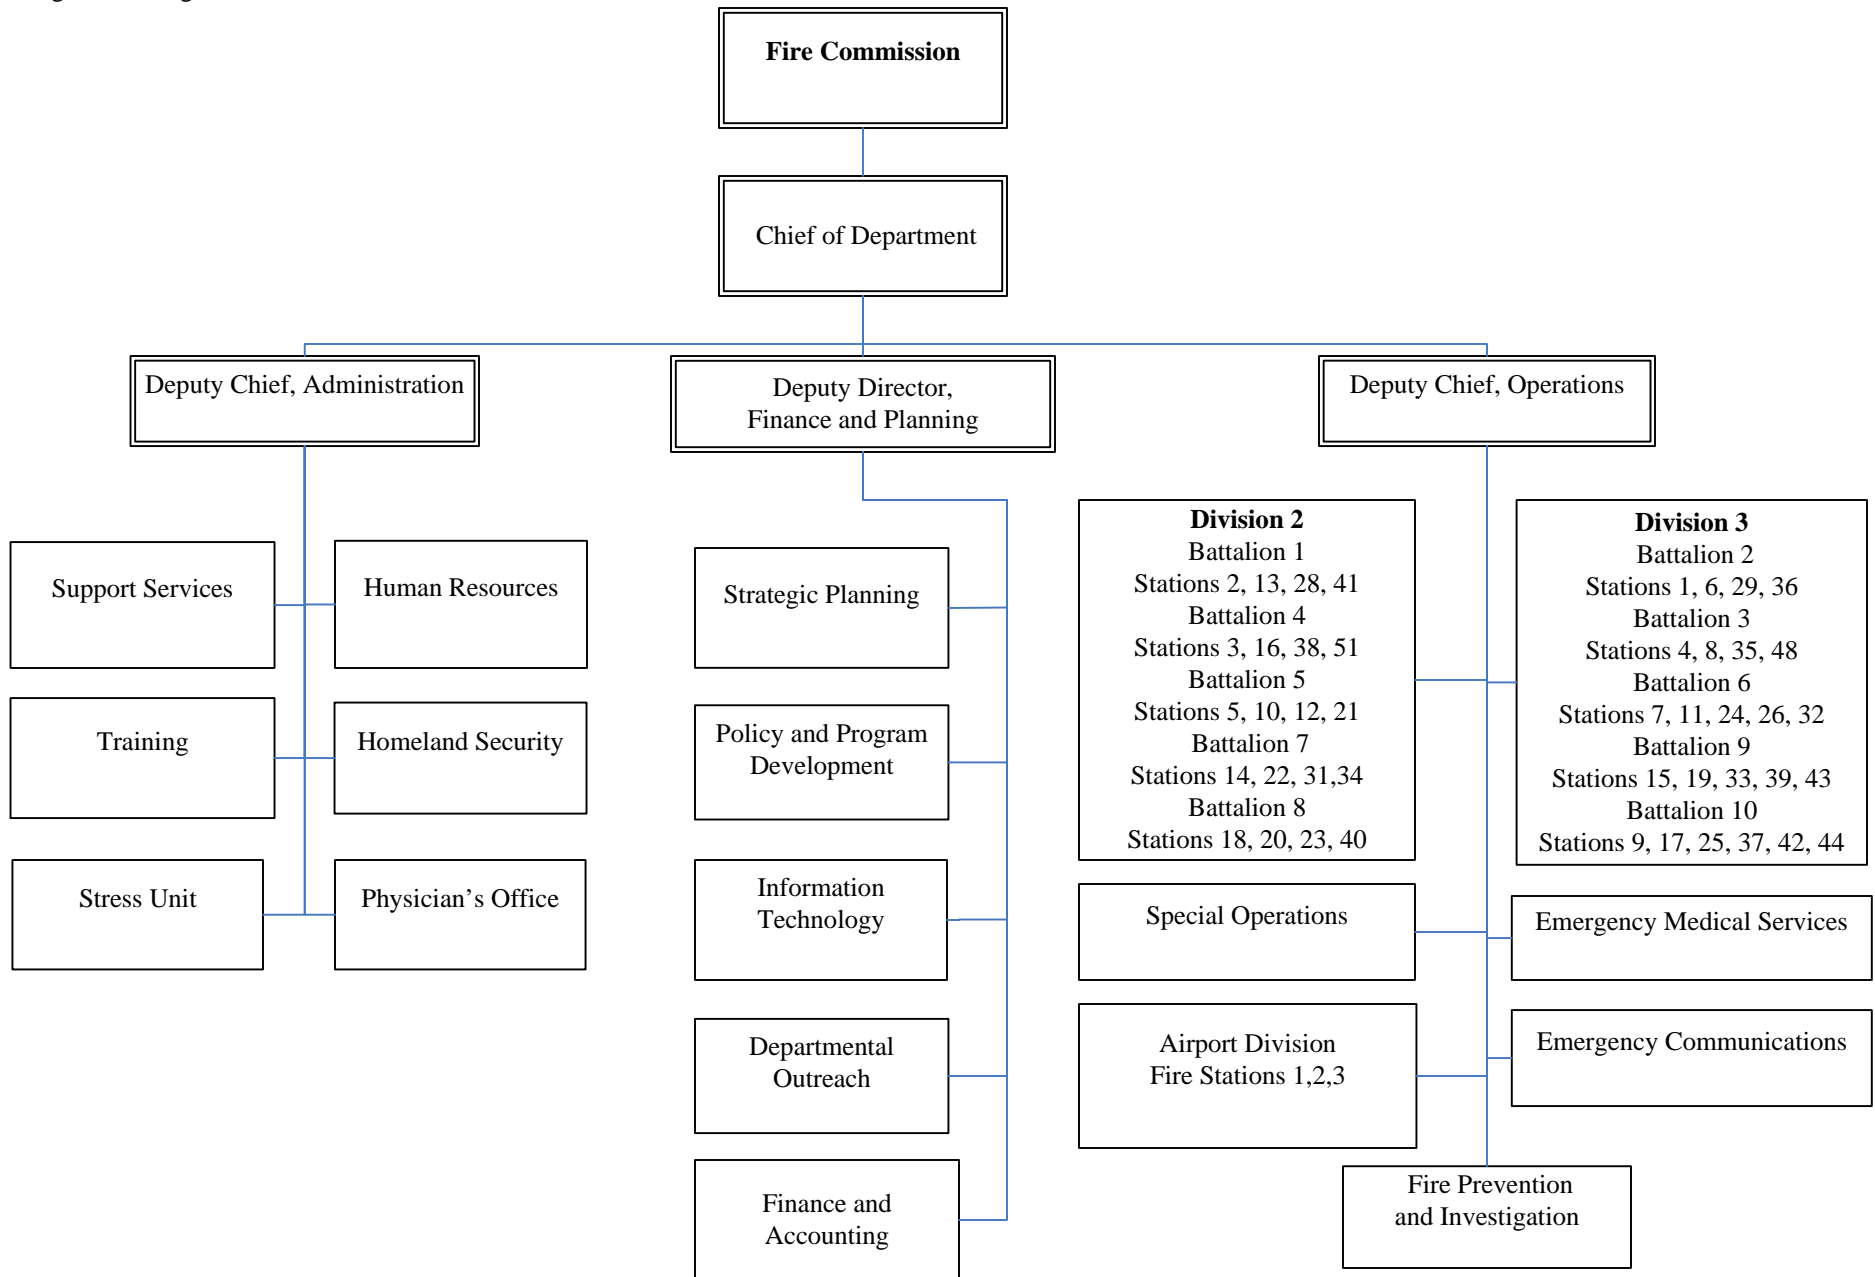 Fire Commission
Chief of Department
Deputy Chief, Administration
Deputy Director,
Finance and Planning
Deputy Chief, Operations
Support Services
Human Resources
Training
Homeland Security
Stress Unit
Physician’s Office
Strategic Planning
Policy and Program
Development
Information
Technology
Departmental
Outreach
Finance and
Accounting
Division 2
Battalion 1
Stations 2, 13, 28, 41
Battalion 4
Stations 3, 16, 38, 51
Battalion 5
Stations 5, 10, 12, 21
Battalion 7
Stations 14, 22, 31,34
Battalion 8
Stations 18, 20, 23, 40
Division 3
Battalion 2
Stations 1, 6, 29, 36
Battalion 3
Stations 4, 8, 35, 48
Battalion 6
Stations 7, 11, 24, 26, 32
Battalion 9
Stations 15, 19, 33, 39, 43
Battalion 10
Stations 9, 17, 25, 37, 42, 44
Special Operations
Emergency Medical Services
Airport Division
Fire Stations 1,2,3
Emergency Communications
Fire Prevention
and Investigation